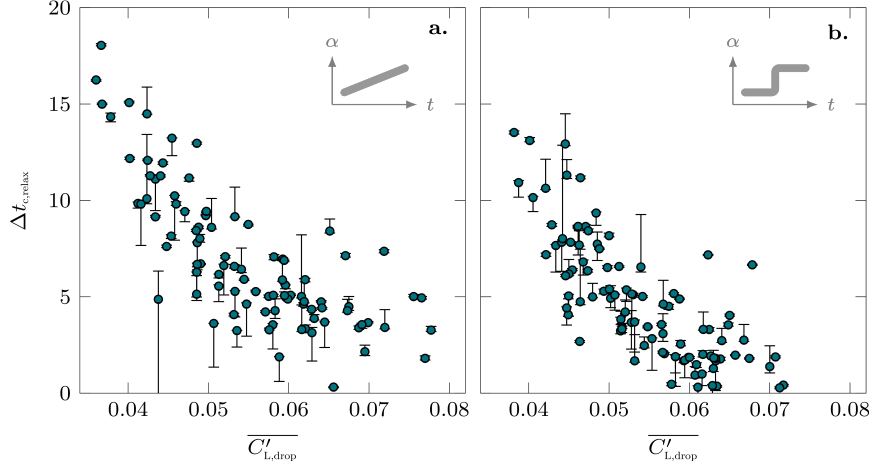 20
15
10
5
0
Δt_c,relax
a.
α
t
0.04 0.05 0.06 0.07 0.08
C′_L,drop
b.
α
t
0.04 0.05 0.06 0.07 0.08
C′_L,drop